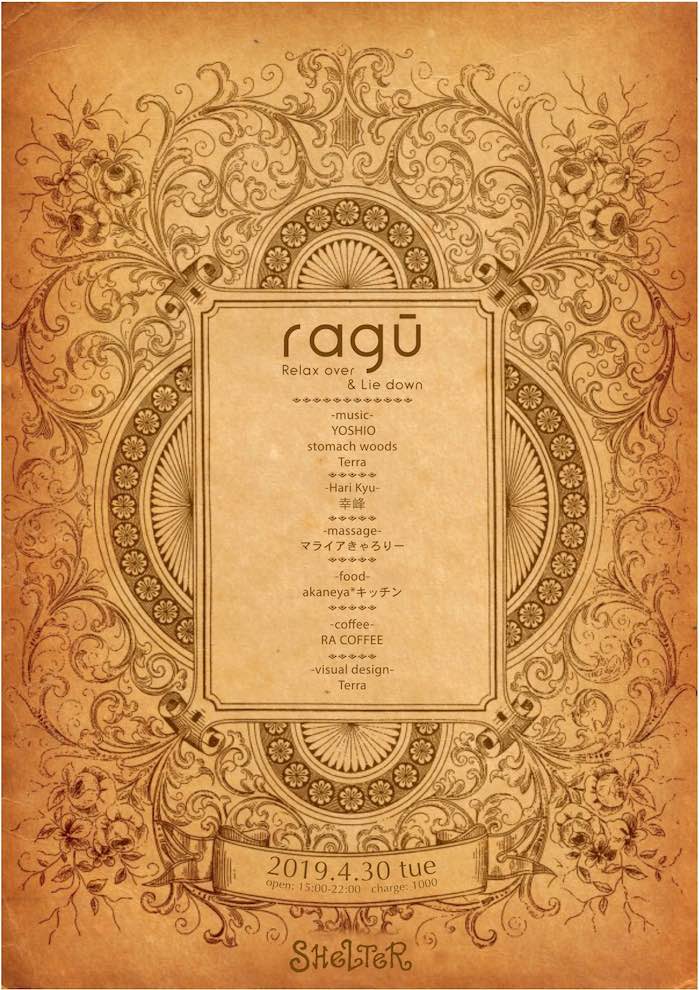 ragū
Relax over
& Lie down
-music-
YOSHIO
stomach woods
Terra
-Hari Kyu-
幸峰
-massage-
マライアきゃろりー
-food-
akaneya*キッチン
-coffee-
RA COFFEE
-visual design-
Terra
2019.4.30 tue
open; 15:00-22:00 charge: 1000
SHELTER